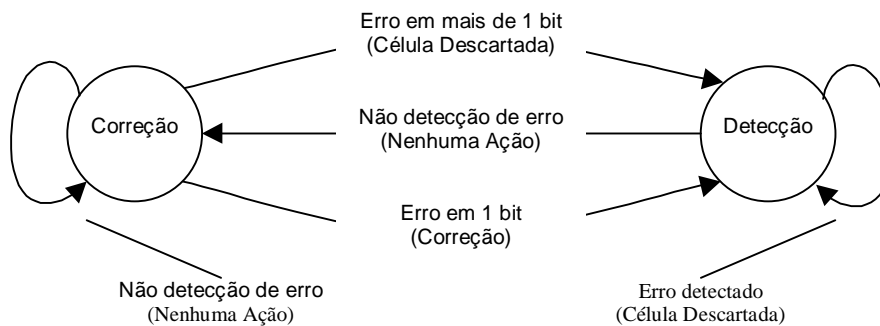 Erro em mais de 1 bit
(Célula Descartada)
Correção
Não detecção de erro
(Nenhuma Ação)
Detecção
Erro em 1 bit
(Correção)
Não detecção de erro
(Nenhuma Ação)
Erro detectado
(Célula Descartada)